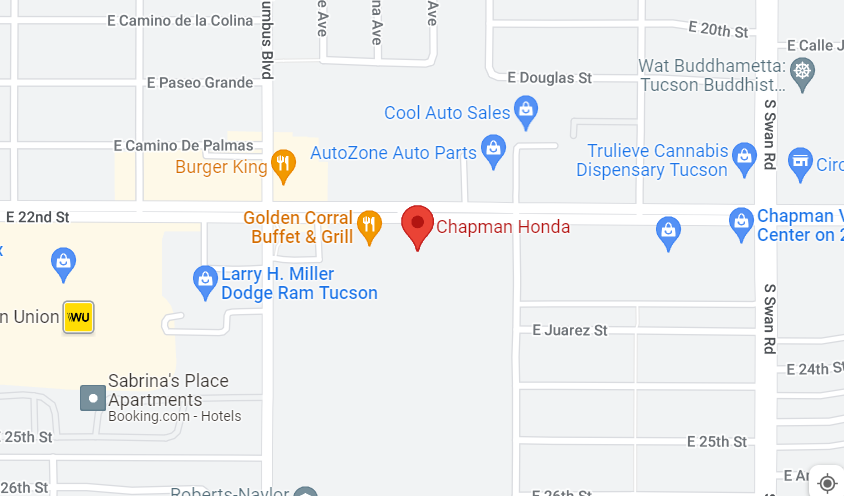 E Camino de la Colina
E Paseo Grande
E Camino De Palmas
umbus Blvd
e Ave
na Ave
Ave
E 20th St
E Calle J
Wat Buddhametta:
Tucson Buddhist...
E Douglas St
Cool Auto Sales
AutoZone Auto Parts
Burger King
Trulieve Cannabis
Dispensary Tucson
S Swan Rd
Circ
E 22nd St
Golden Corral
Buffet & Grill
Chapman Honda
Chapman V
Center on 2
x
Larry H. Miller
Dodge Ram Tucson
n Union
WU
E Juarez St
S Swan Rd
E 24th St
Sabrina's Place
Apartments
Booking.com - Hotels
E 25th St
E 25th St
E 26th St
Roberts-Naylor
E 26th St
E An
S